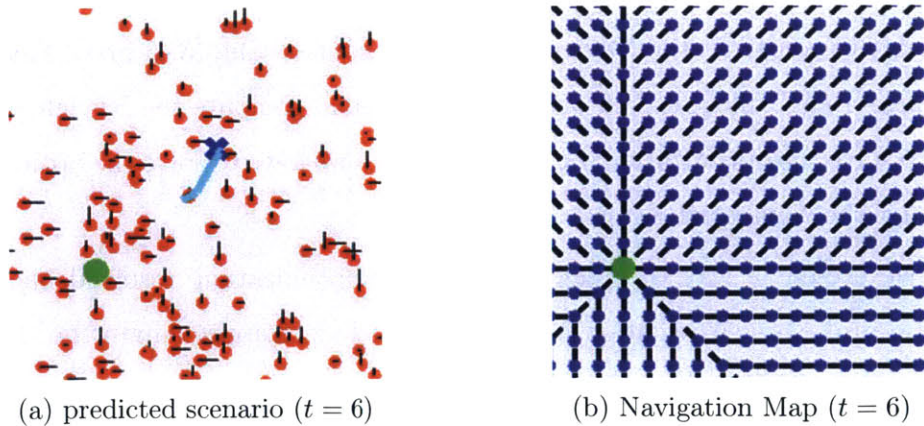 (a) predicted scenario (t = 6)
(b) Navigation Map (t = 6)